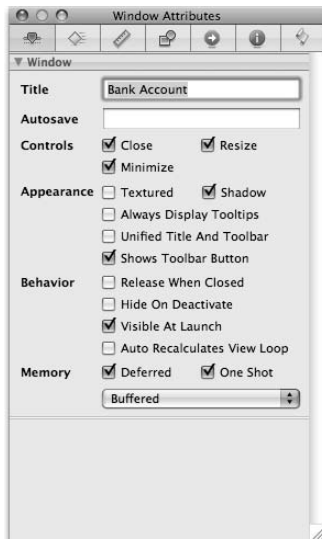 Window Attributes
Window
Title Bank Account
Autosave
Controls Close Resize
Minimize
Appearance Textured Shadow
Always Display Tooltips
Unified Title And Toolbar
Shows Toolbar Button
Behavior Release When Closed
Hide On Deactivate
Visible At Launch
Auto Recalculates View Loop
Memory Deferred One Shot
Buffered